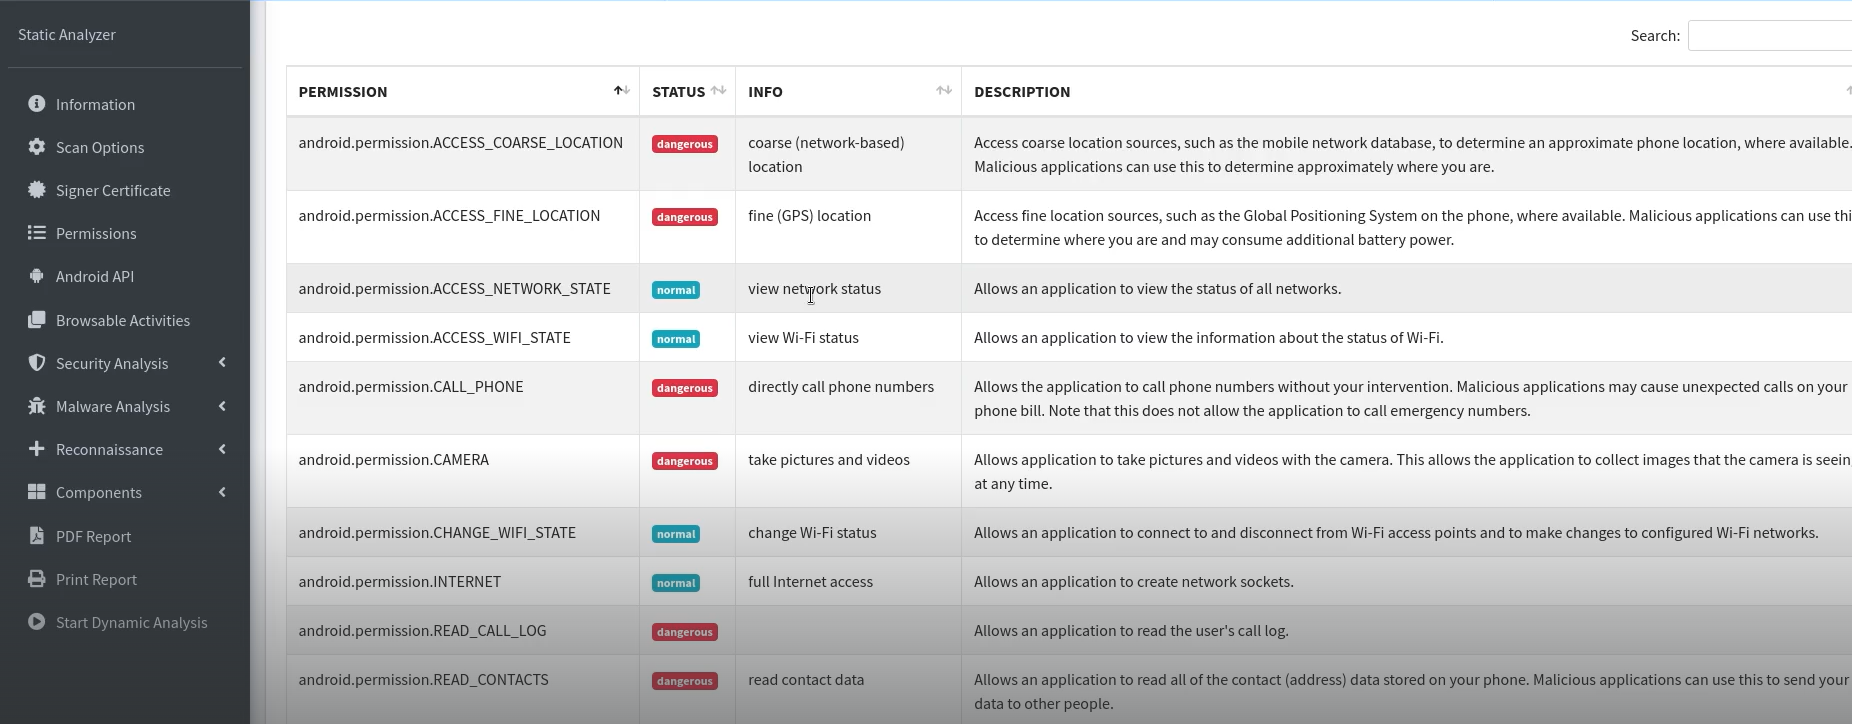 Static Analyzer
Information
Scan Options
Signer Certificate
Permissions
Android API
Browsable Activities
Security Analysis
Malware Analysis
Reconnaissance
Components
PDF Report
Print Report
Start Dynamic Analysis
Search:
PERMISSION STATUS INFO DESCRIPTION
android.permission.ACCESS_COARSE_LOCATION dangerous coarse (network-based) Access coarse location sources, such as the mobile network database, to determine an approximate phone location, where available.
location Malicious applications can use this to determine approximately where you are.
android.permission.ACCESS_FINE_LOCATION dangerous fine (GPS) location Access fine location sources, such as the Global Positioning System on the phone, where available. Malicious applications can use thi
to determine where you are and may consume additional battery power.
android.permission.ACCESS_NETWORK_STATE normal view network status Allows an application to view the status of all networks.
android.permission.ACCESS_WIFI_STATE normal view Wi-Fi status Allows an application to view the information about the status of Wi-Fi.
android.permission.CALL_PHONE dangerous directly call phone numbers Allows the application to call phone numbers without your intervention. Malicious applications may cause unexpected calls on your
phone bill. Note that this does not allow the application to call emergency numbers.
android.permission.CAMERA dangerous take pictures and videos Allows application to take pictures and videos with the camera. This allows the application to collect images that the camera is seein
at any time.
android.permission.CHANGE_WIFI_STATE normal change Wi-Fi status Allows an application to connect to and disconnect from Wi-Fi access points and to make changes to configured Wi-Fi networks.
android.permission.INTERNET normal full Internet access Allows an application to create network sockets.
android.permission.READ_CALL_LOG dangerous Allows an application to read the user's call log.
android.permission.READ_CONTACTS dangerous read contact data Allows an application to read all of the contact (address) data stored on your phone. Malicious applications can use this to send your
data to other people.